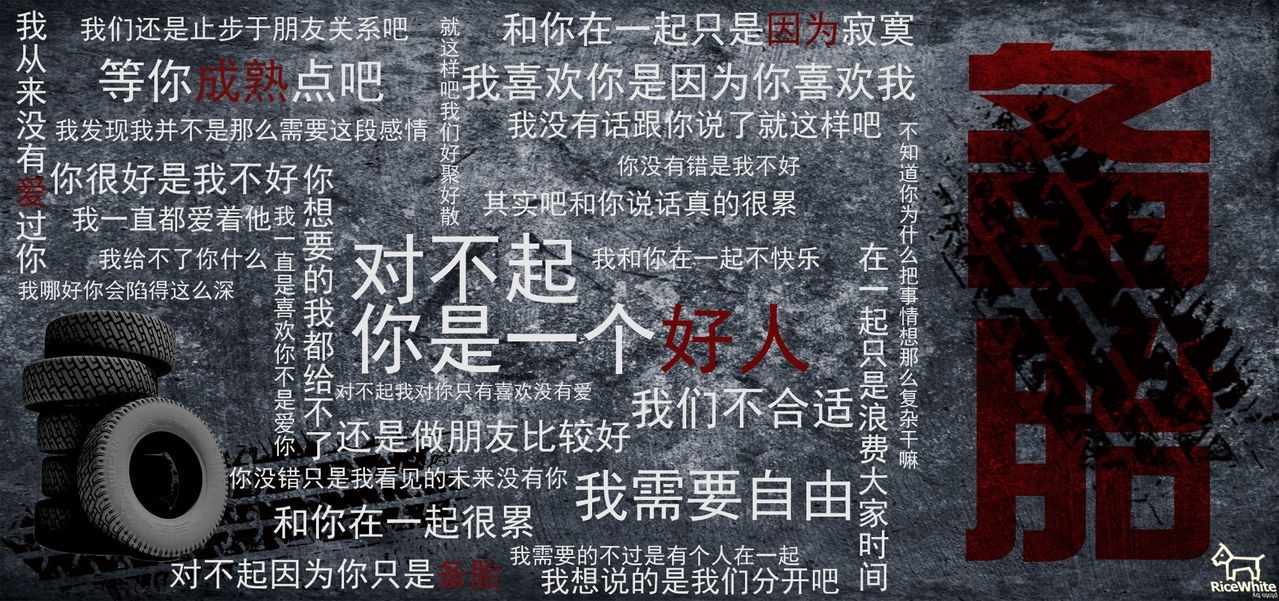 我从来没有爱过你
我们还是止步于朋友关系吧
等你成熟点吧
我发现我并不是那么需要这段感情
你很好是我不好
我一直都爱着他
我给不了你什么
我哪好你会陷得这么深
我一直是喜欢你不是爱你
你想要的我都给不了
就这样吧我们好聚好散
和你在一起只是因为寂寞
我喜欢你是因为你喜欢我
我没有话跟你说了就这样吧
你没有错是我不好
其实吧和你说话真的很累
对不起
我和你在一起不快乐
你是一个好人
对不起我对你只有喜欢没有爱
我们不合适
还是做朋友比较好
你没错只是我看见的未来没有你
我需要自由
和你在一起很累
我需要的不过是有个人在一起
对不起因为你只是备胎
我想说的是我们分开吧
在一起只是浪费大家时间
不知道你为什么把事情想那么复杂干嘛
备胎
RiceWhite